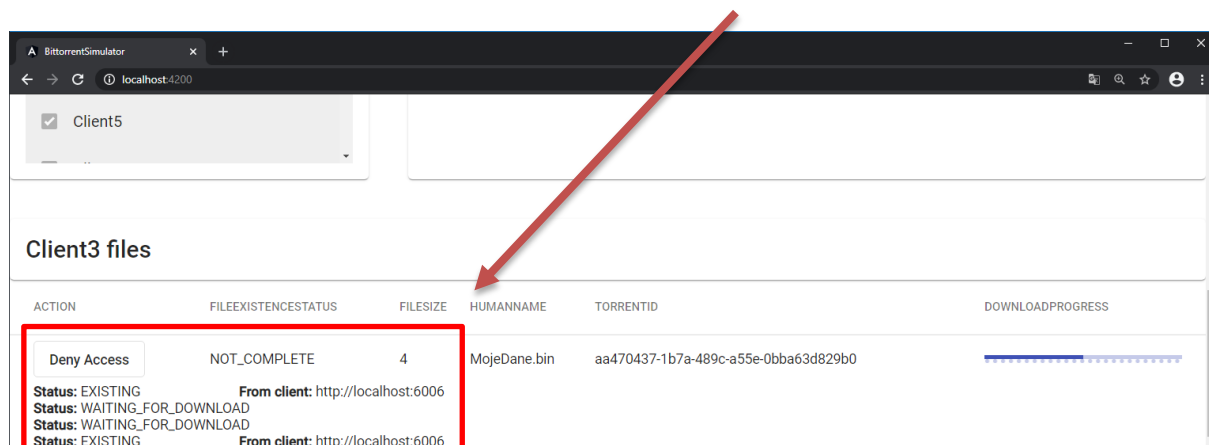 BittorrentSimulator
localhost:4200
Client5
Client3 files
ACTION FILEEXISTENCESTATUS FILESIZE HUMANNAME TORRENTID DOWNLOADPROGRESS
Deny Access NOT_COMPLETE 4 MojeDane.bin aa470437-1b7a-489c-a55e-0bba63d829b0
Status: EXISTING From client: http://localhost:6006
Status: WAITING_FOR_DOWNLOAD
Status: WAITING_FOR_DOWNLOAD
Status: EXISTING From client: http://localhost:6006